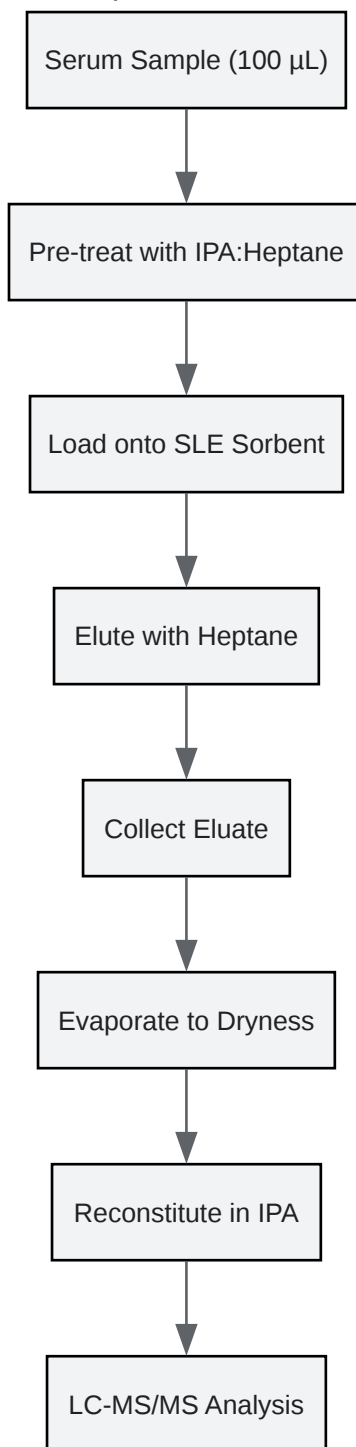 Serum Sample (100 µL)
Pre-treat with IPA:Heptane
Load onto SLE Sorbent
Elute with Heptane
Collect Eluate
Evaporate to Dryness
Reconstitute in IPA
LC-MS/MS Analysis